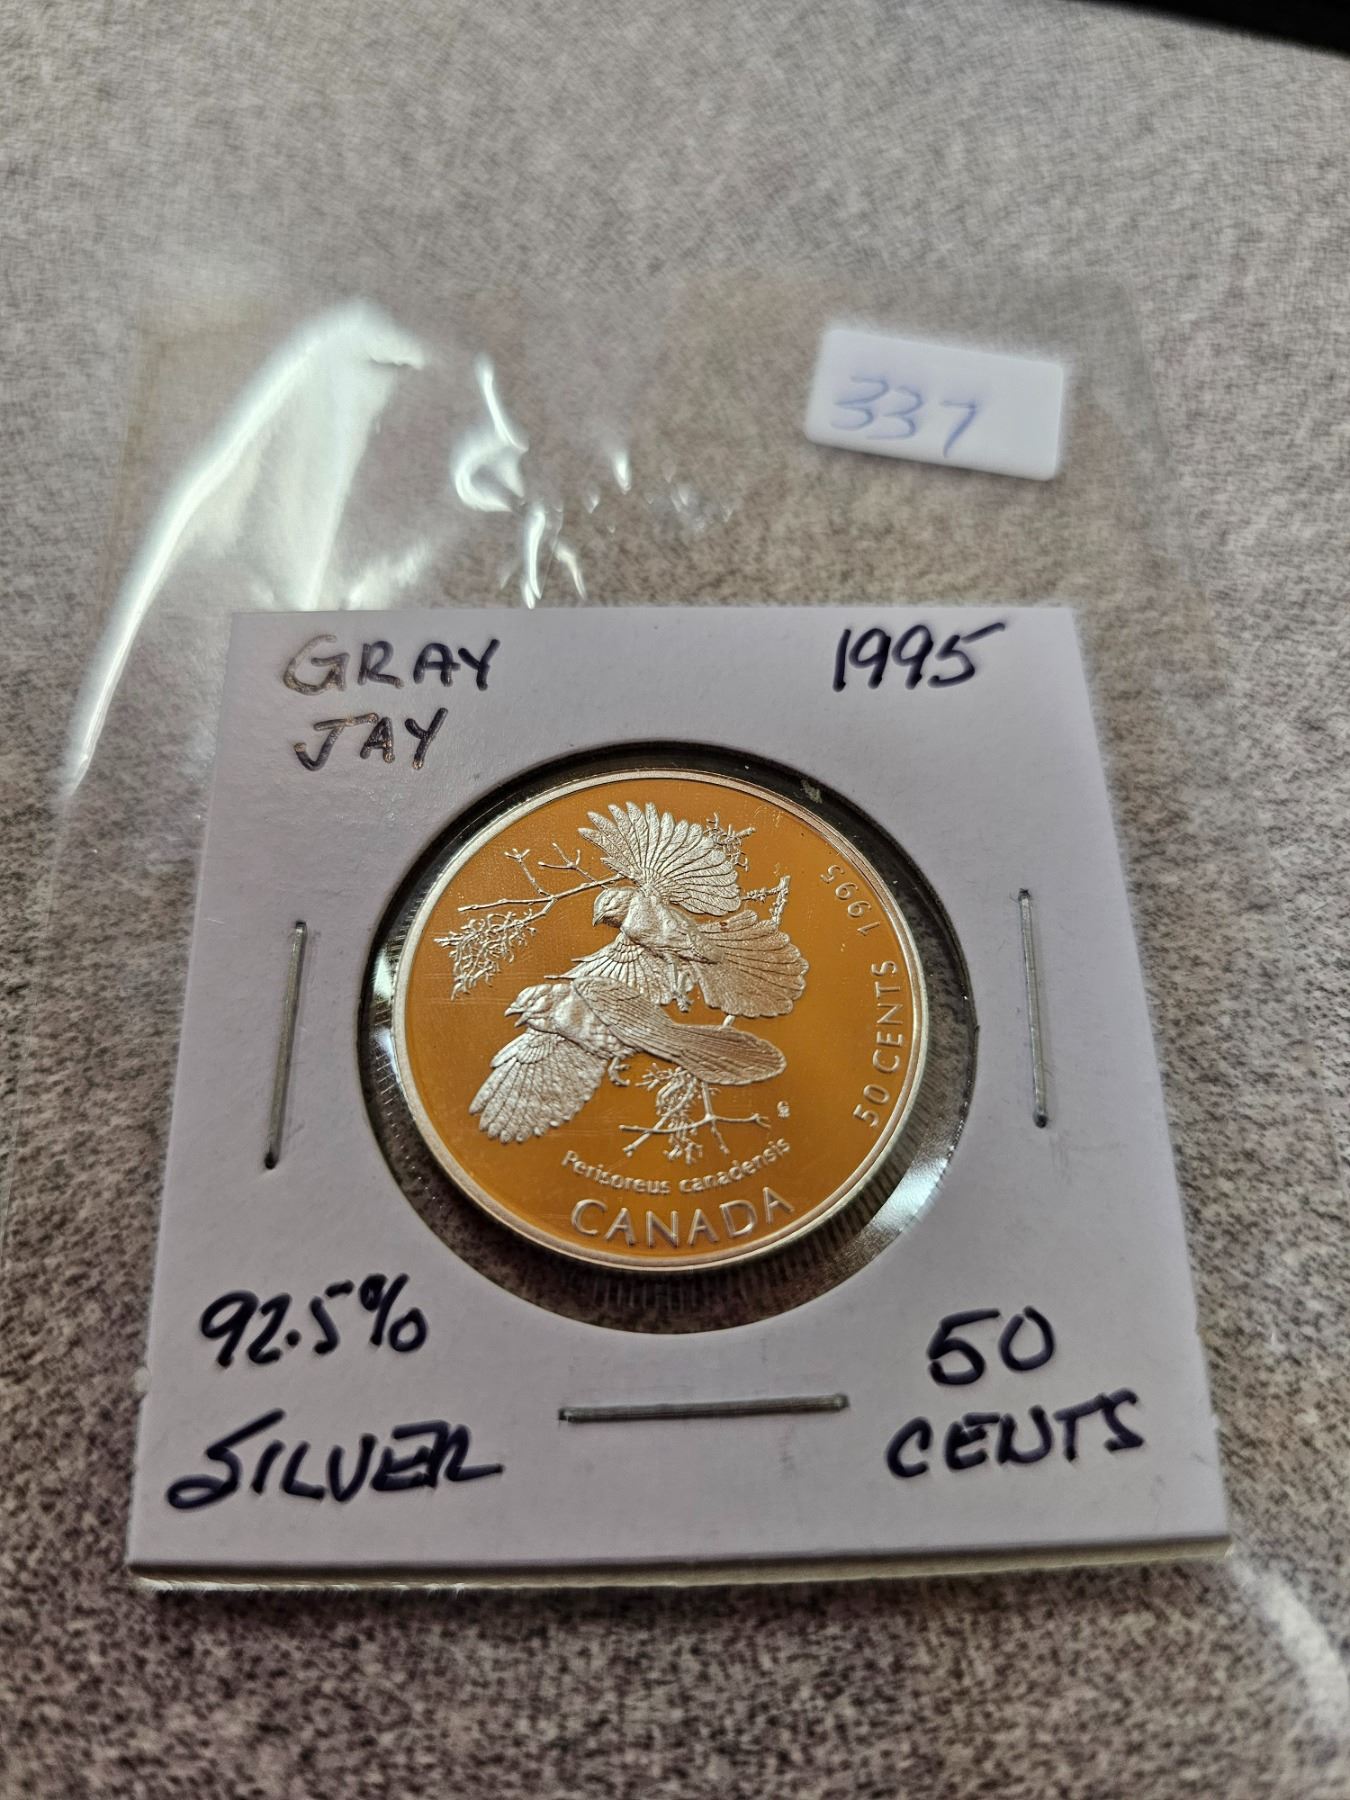 337
GRAY
JAY
1995
1995
50 CENTS
Perisoreus canadensis
CANADA
92.5%
SILVER
50
CENTS